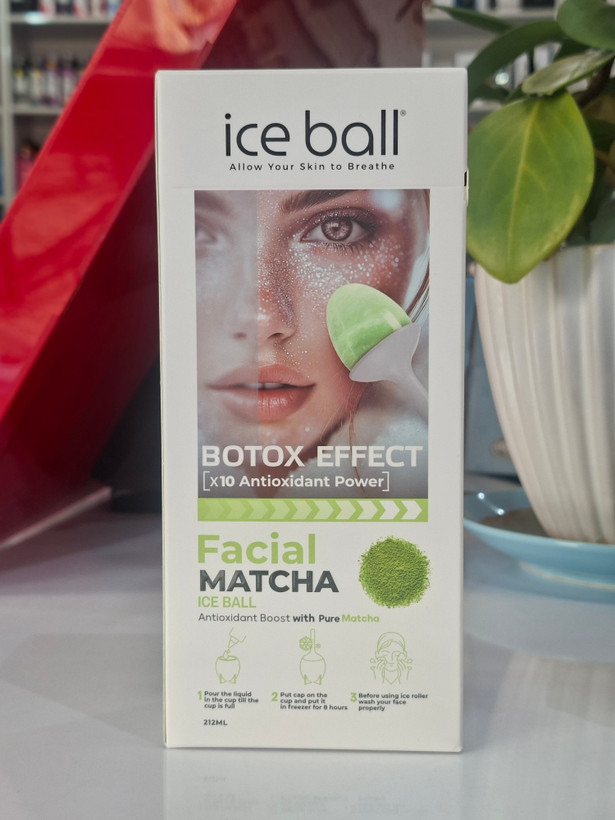 ice ball®
Allow Your Skin to Breathe
BOTOX EFFECT
[x10 Antioxidant Power]
Facial
MATCHA
ICE BALL
Antioxidant Boost with Pure Matcha
1 Pour the liquid
in the cup till the
cup is full
2 Put cap on the
cup and put it
in freezer for 8 hours
3 Before using ice roller
wash your face
properly
212ML